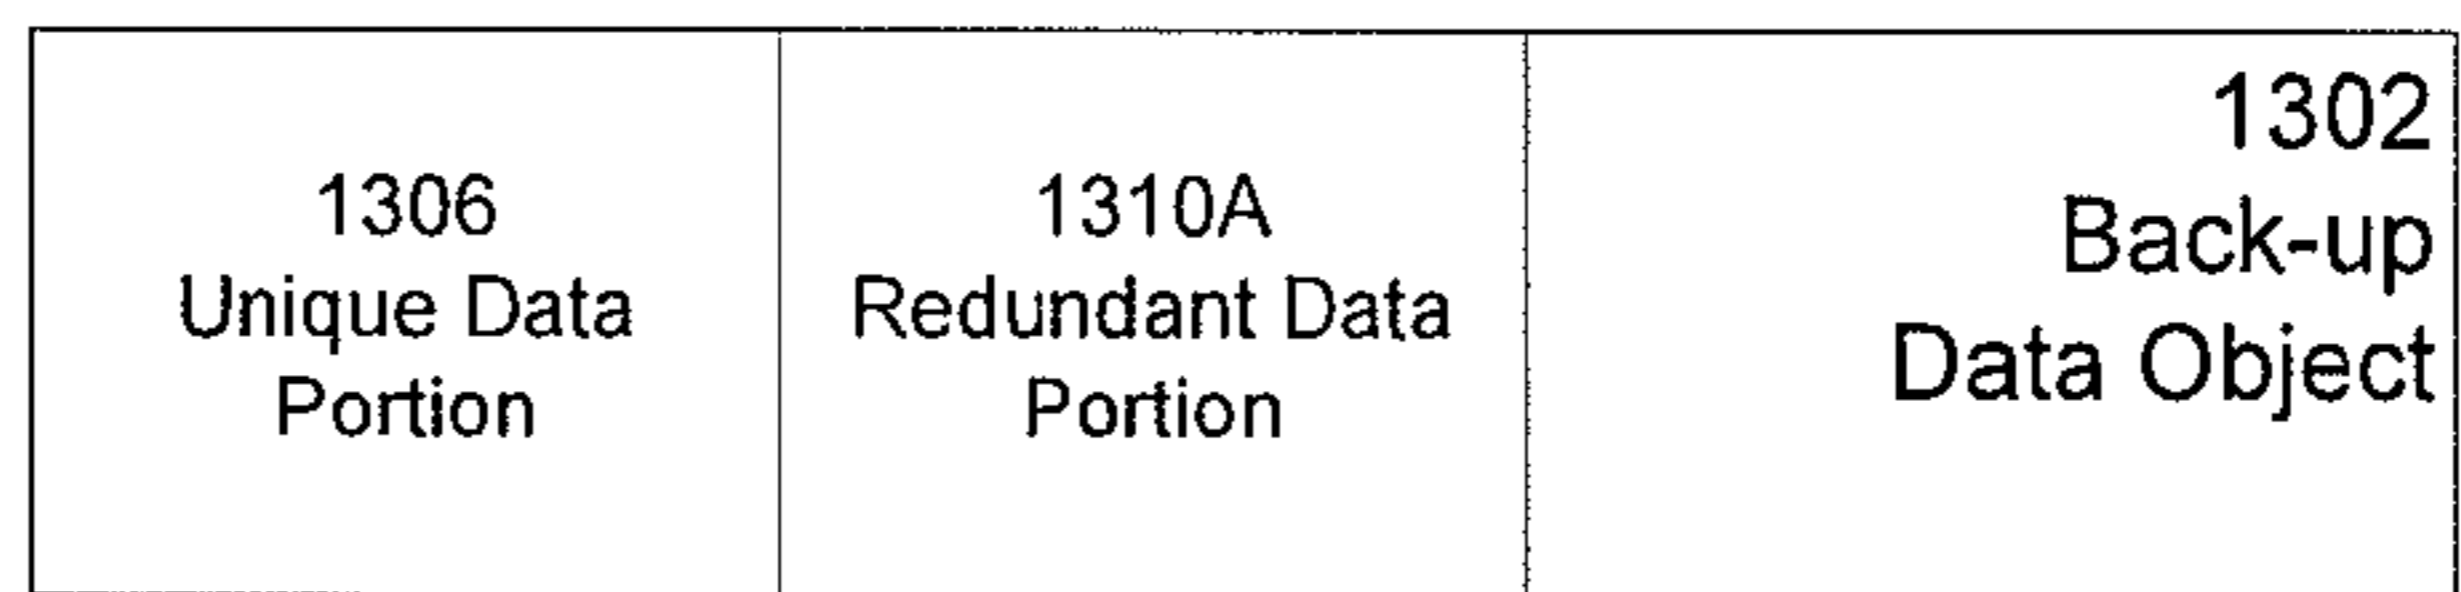 1306
Unique Data
Portion
1310A
Redundant Data
Portion
1302
Back-up
Data Object